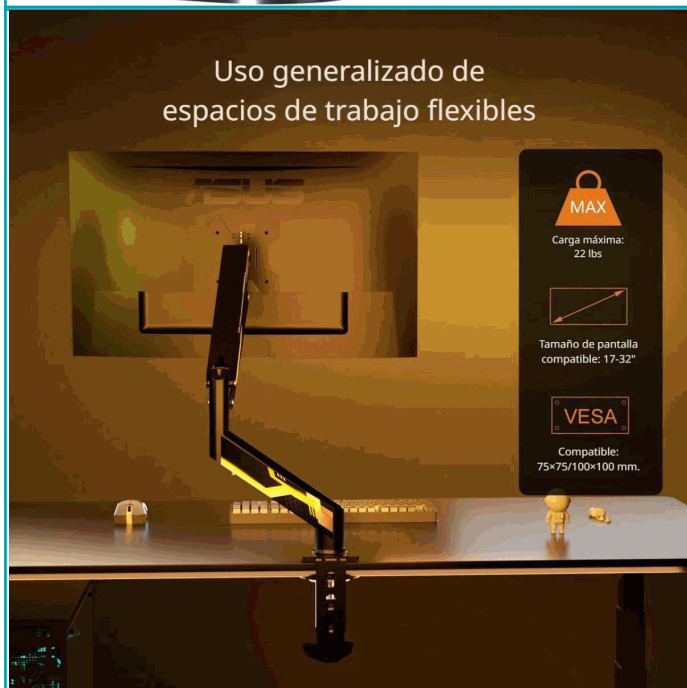 Uso generalizado de
espacios de trabajo flexibles
ASUS
MAX
Carga máxima:
22 lbs
Tamaño de pantalla
compatible: 17-32"
VESA
Compatible:
75×75/100×100 mm.